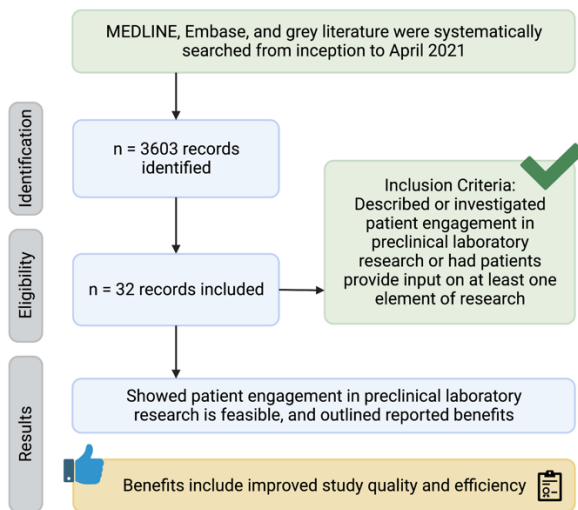 MEDLINE, Embase, and grey literature were systematically
searched from inception to April 2021
Identification
n = 3603 records
identified
Inclusion Criteria:
Described or investigated
patient engagement in
preclinical laboratory
research or had patients
provide input on at least one
element of research
Eligibility
n = 32 records included
Results
Showed patient engagement in preclinical laboratory
research is feasible, and outlined reported benefits
Benefits include improved study quality and efficiency